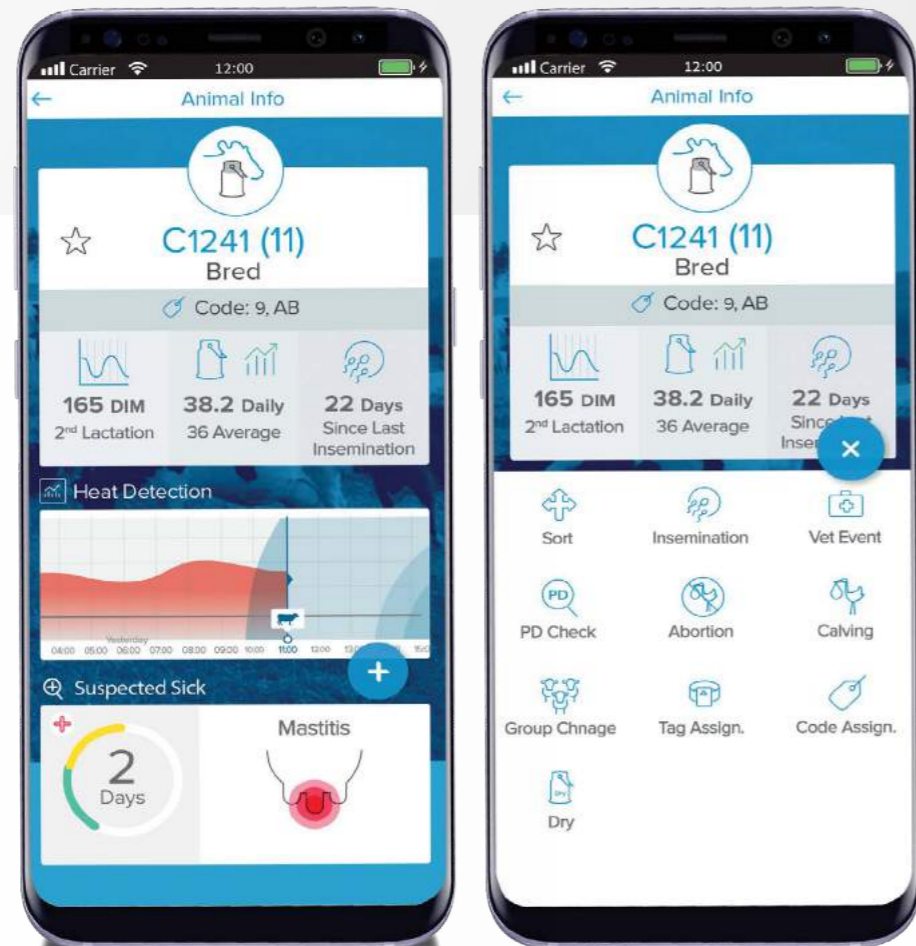 Carrier 12:00
Animal Info
C1241 (11)
Bred
Code: 9, AB
165 DIM
2nd Lactation
38.2 Daily
36 Average
22 Days
Since Last
Insemination
Heat Detection
Yesterday
04:00 05:00 06:00 07:00 08:00 09:00 10:00 11:00 12:00
Suspected Sick
2
Days
Mastitis
Carrier 12:00
Animal Info
C1241 (11)
Bred
Code: 9, AB
165 DIM
2nd Lactation
38.2 Daily
36 Average
22 Days
Sort
Insemination
Vet Event
PD
PD Check
Abortion
Calving
Group Chnage
Tag Assign.
Code Assign.
Dry
Dry